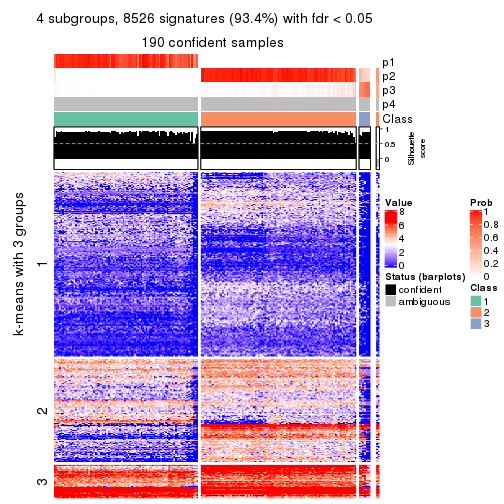 4 subgroups, 8526 signatures (93.4%) with fdr < 0.05
190 confident samples
p1
p2
p3
p4
Class
1
0.5
0
Silhouette
score
k-means with 3 groups
1
2
3
Value
8
6
4
2
0
Status (barplots)
confident
ambiguous
Prob
1
0.8
0.6
0.4
0.2
0
Class
1
2
3